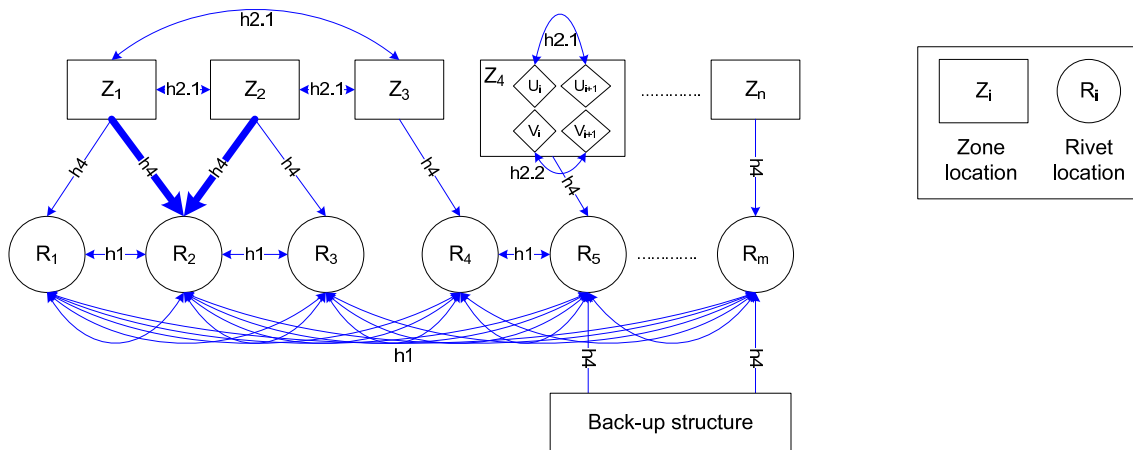 h2.1
h2.1
Z1
h2.1
Z2
h2.1
Z3
Z4
Ui
Ui+1
Vi
Vi+1
............
Zn
Zi
Ri
Zone
location
Rivet
location
h2.2
h4
h4
h4
h4
h4
h4
h4
R1
h1
R2
h1
R3
R4
h1
R5
............
Rm
h1
h4
h4
Back-up structure